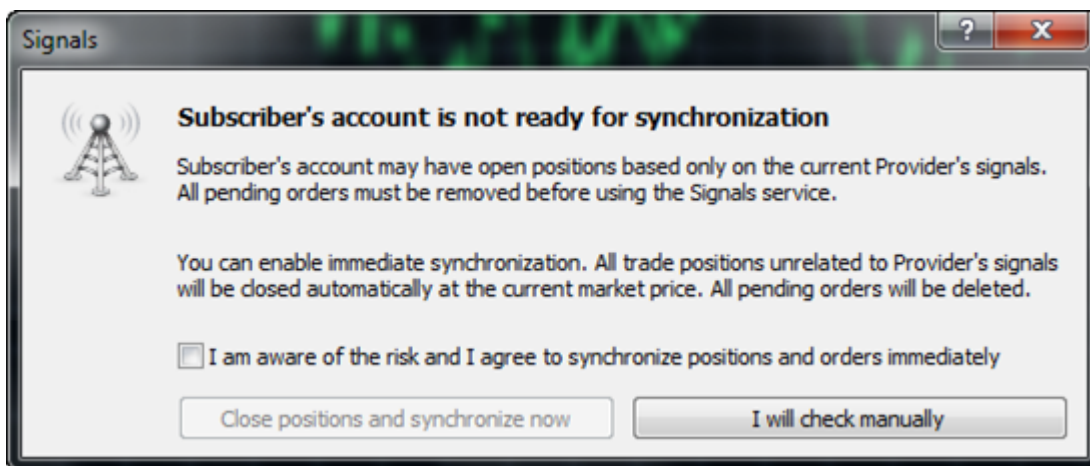 Signals
?
X
Subscriber's account is not ready for synchronization
Subscriber's account may have open positions based only on the current Provider's signals.
All pending orders must be removed before using the Signals service.
You can enable immediate synchronization. All trade positions unrelated to Provider's signals
will be closed automatically at the current market price. All pending orders will be deleted.
I am aware of the risk and I agree to synchronize positions and orders immediately
Close positions and synchronize now
I will check manually